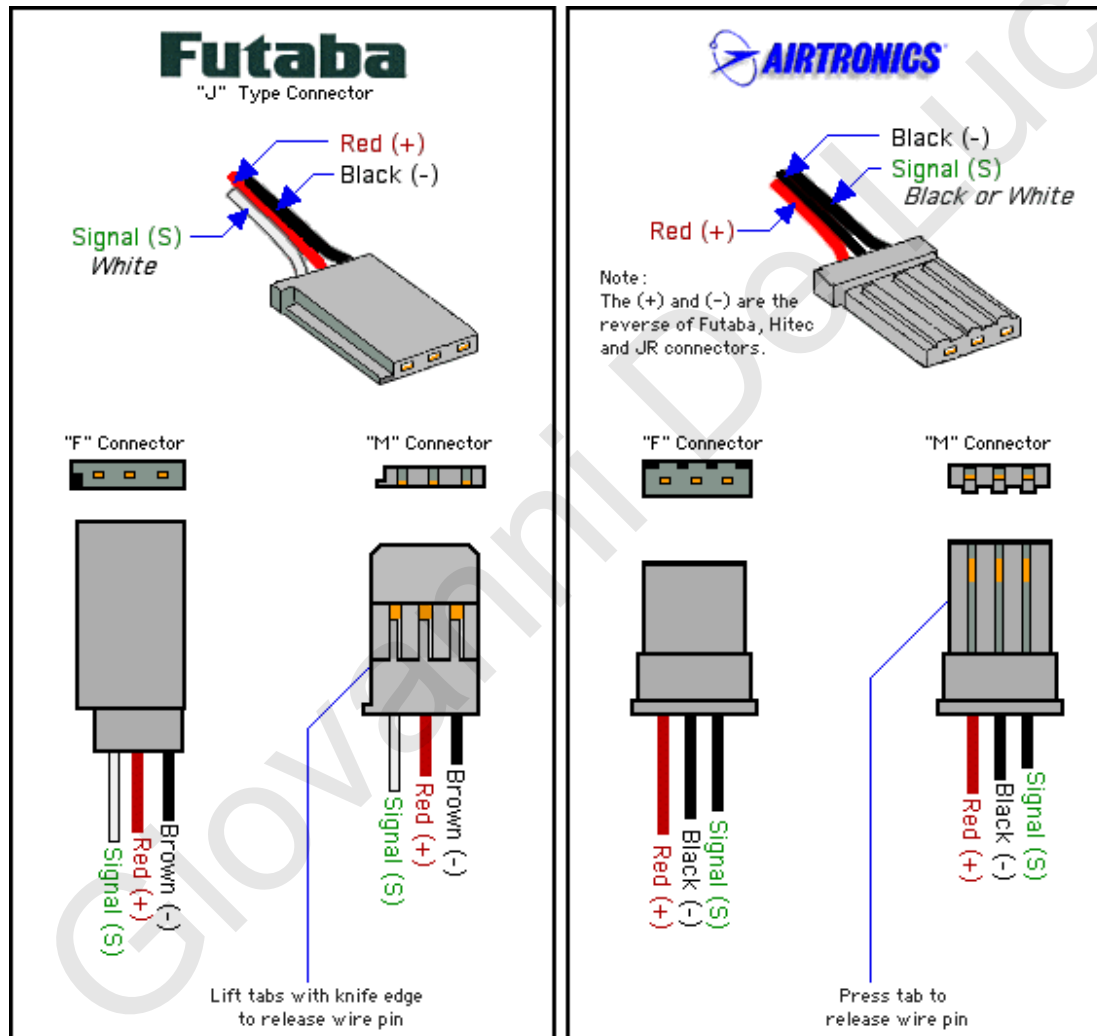 Futaba
"J" Type Connector
Red (+)
Black (-)
Signal (S)
White
"F" Connector
"M" Connector
Signal (S)
Red (+)
Brown (-)
Signal (S)
Red (+)
Brown (-)
Lift tabs with knife edge
to release wire pin
AIRTRONICS
Black (-)
Signal (S)
Black or White
Red (+)
Note:
The (+) and (-) are the
reverse of Futaba, Hitec
and JR connectors.
"F" Connector
"M" Connector
Red (+)
Black (-)
Signal (S)
Red (+)
Black (-)
Signal (S)
Press tab to
release wire pin
Giovanni De Luc